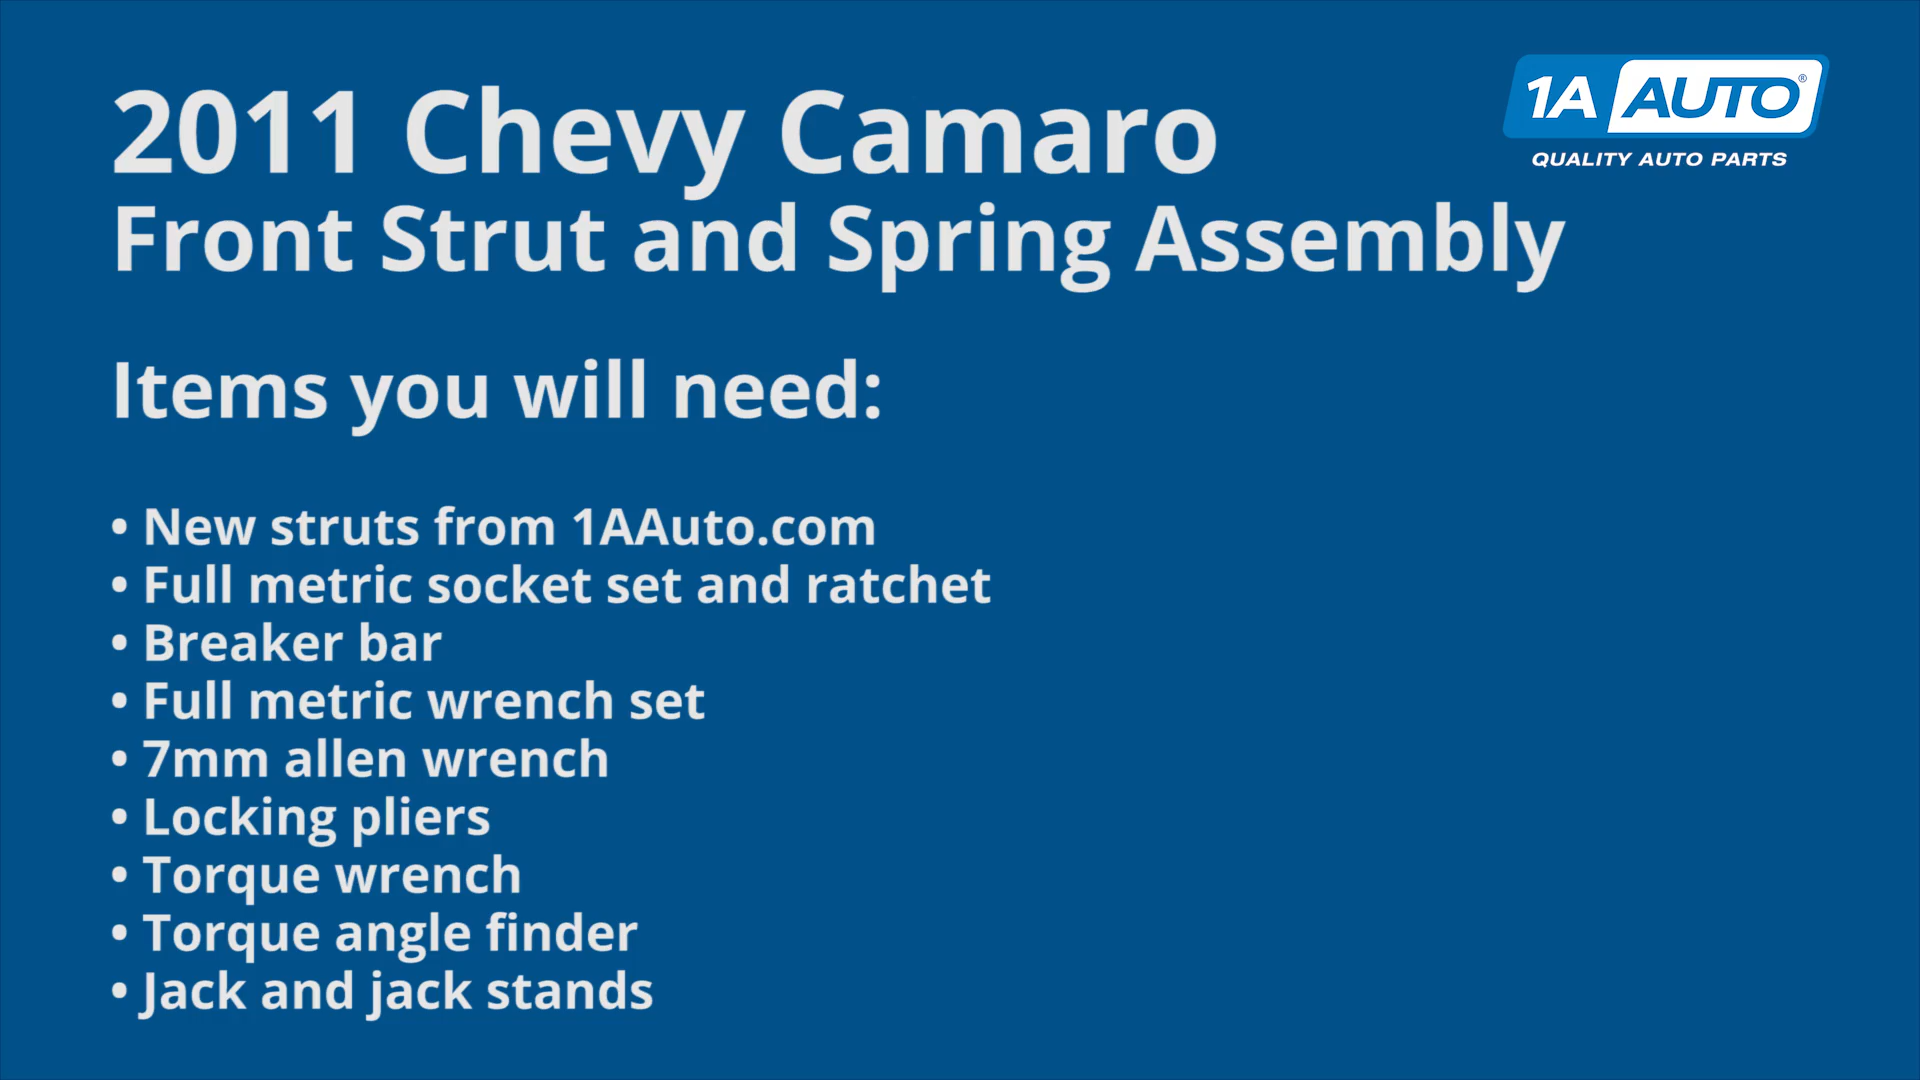 2011 Chevy Camaro
1A AUTO®
QUALITY AUTO PARTS
Front Strut and Spring Assembly
Items you will need:
• New struts from 1AAuto.com
• Full metric socket set and ratchet
• Breaker bar
• Full metric wrench set
• 7mm allen wrench
• Locking pliers
• Torque wrench
• Torque angle finder
• Jack and jack stands